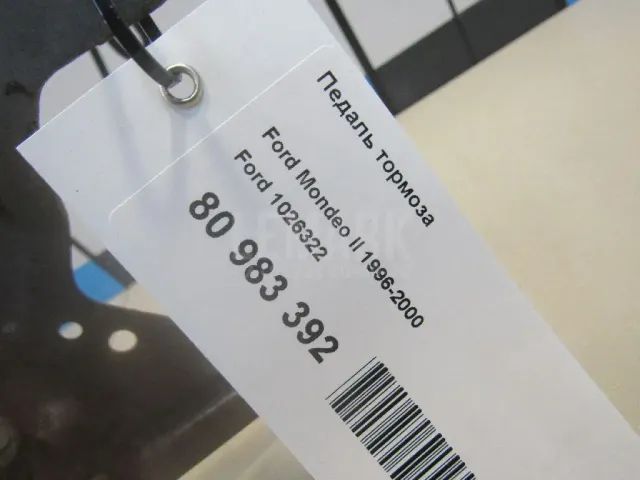 Педаль тормоза
Ford Mondeo II 1996-2000
Ford 1026322
80 983 392